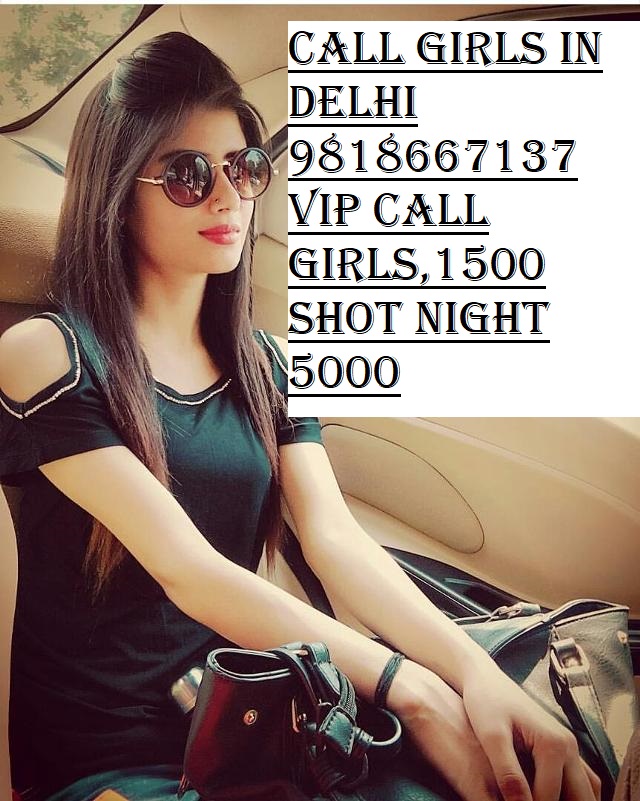 CALL GIRLS IN
DELHI
9818667137
VIP CALL
GIRLS,1500
SHOT NIGHT
5000